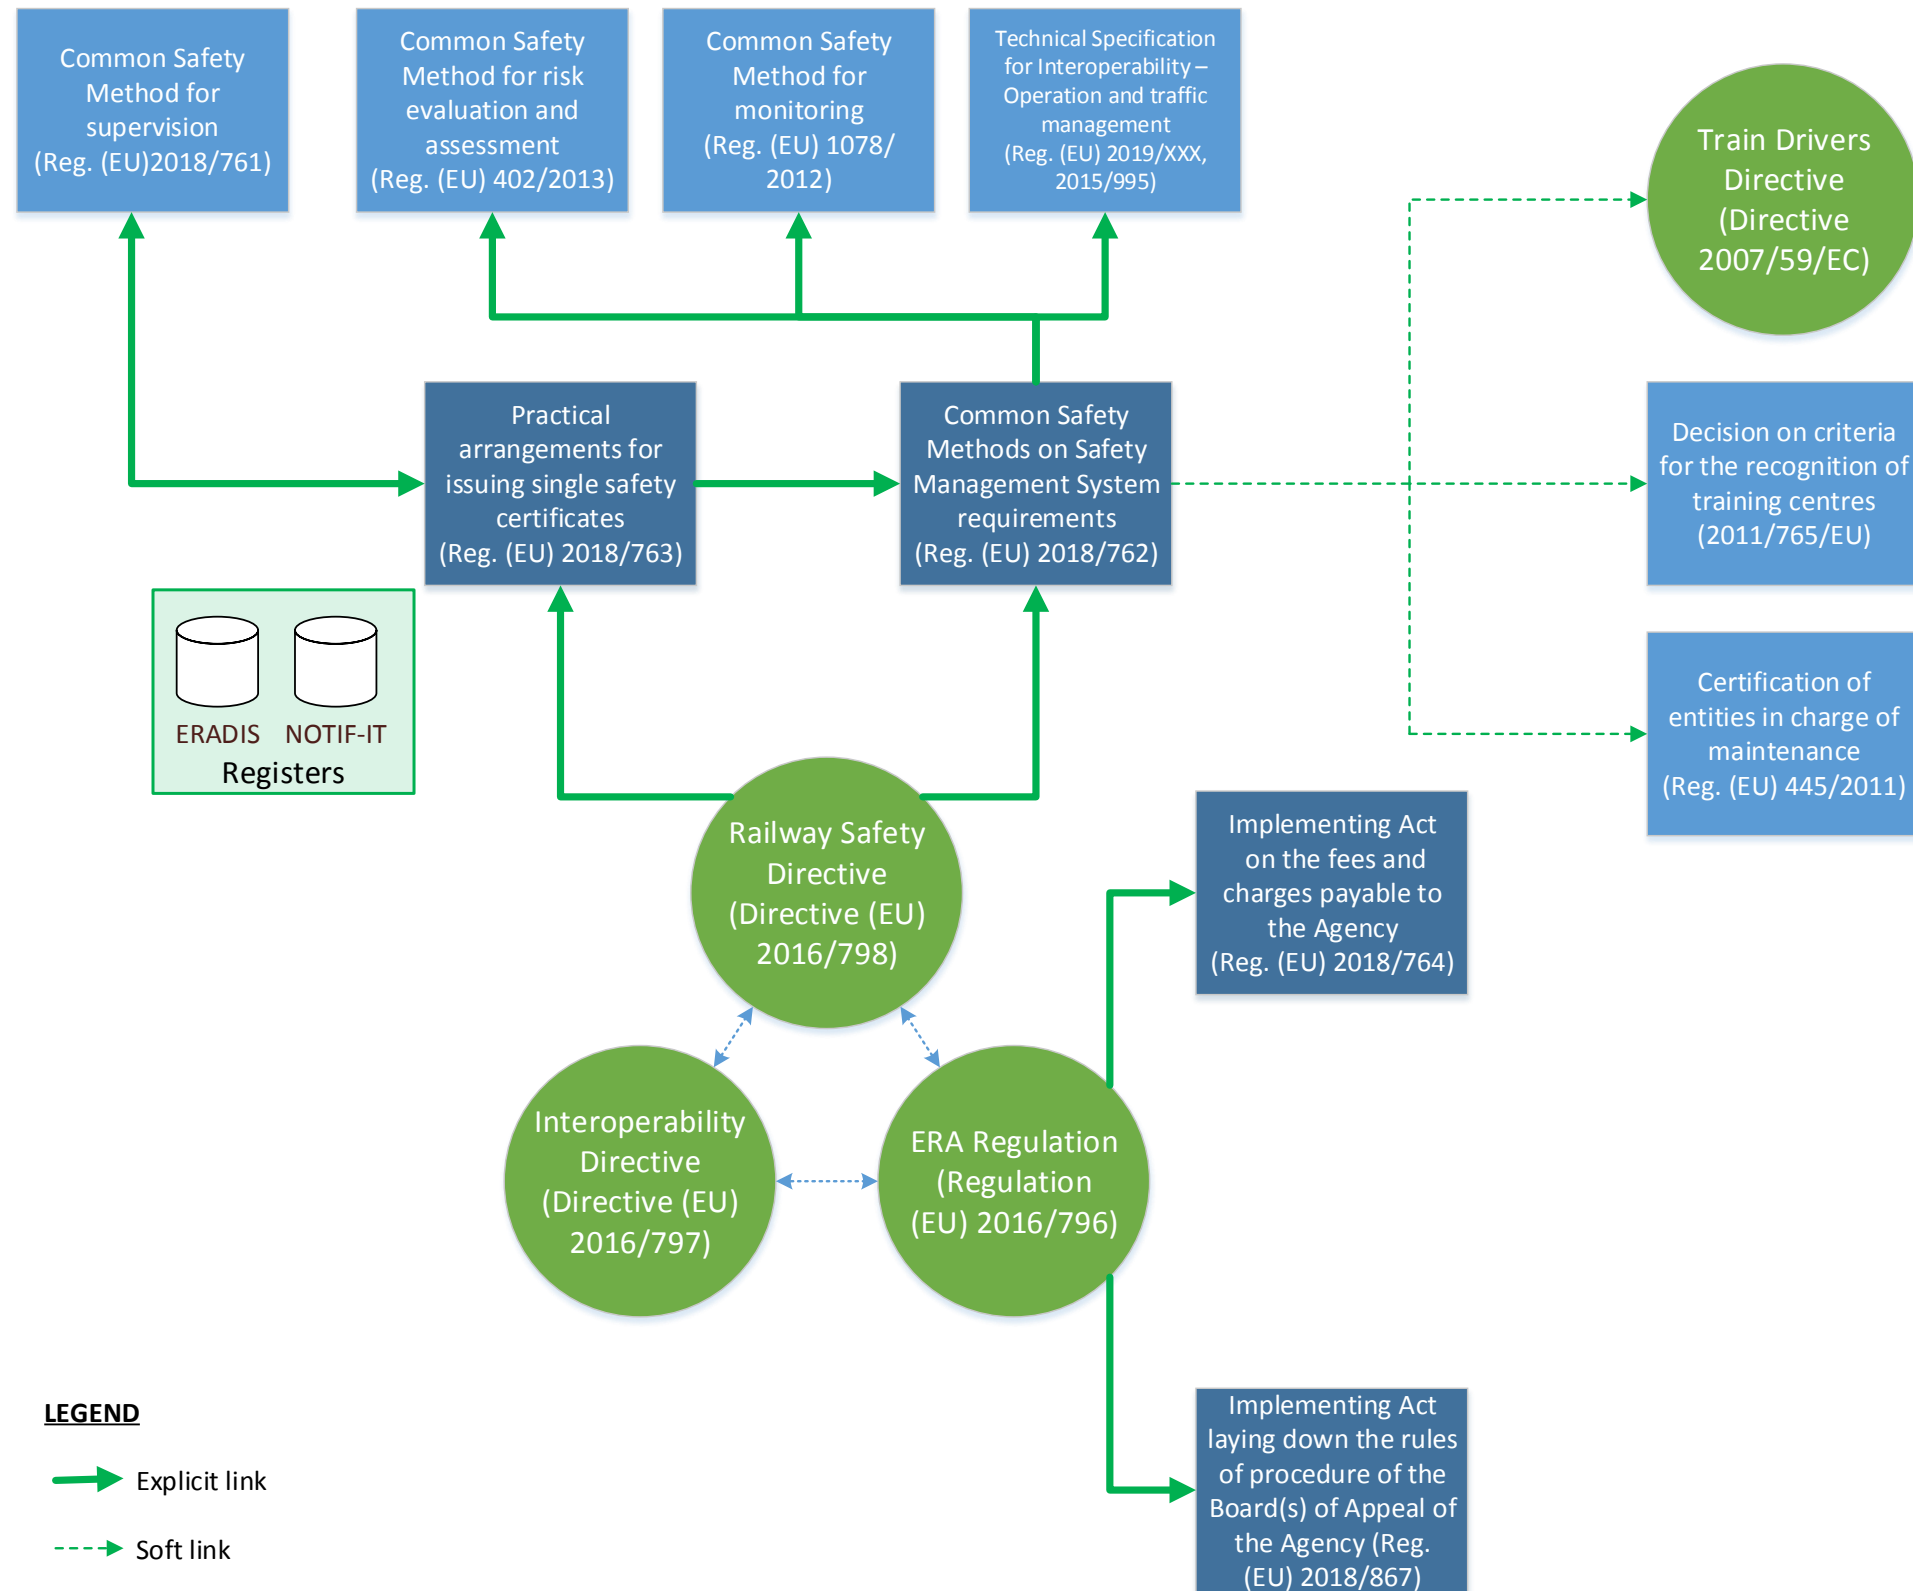 Common Safety
Method for
supervision
(Reg. (EU)2018/761)
Common Safety
Method for risk
evaluation and
assessment
(Reg. (EU) 402/2013)
Common Safety
Method for
monitoring
(Reg. (EU) 1078/
2012)
Technical Specification
for Interoperability –
Operation and traffic
management
(Reg. (EU) 2019/XXX,
2015/995)
Train Drivers
Directive
(Directive
2007/59/EC)
Practical
arrangements for
issuing single safety
certificates
(Reg. (EU) 2018/763)
Common Safety
Methods on Safety
Management System
requirements
(Reg. (EU) 2018/762)
Decision on criteria
for the recognition of
training centres
(2011/765/EU)
ERADIS
NOTIF-IT
Registers
Certification of
entities in charge of
maintenance
(Reg. (EU) 445/2011)
Railway Safety
Directive
(Directive (EU)
2016/798)
Implementing Act
on the fees and
charges payable to
the Agency
(Reg. (EU) 2018/764)
Interoperability
Directive
(Directive (EU)
2016/797)
ERA Regulation
(Regulation
(EU) 2016/796)
Implementing Act
laying down the rules
of procedure of the
Board(s) of Appeal of
the Agency (Reg.
(EU) 2018/867)
LEGEND
Explicit link
Soft link